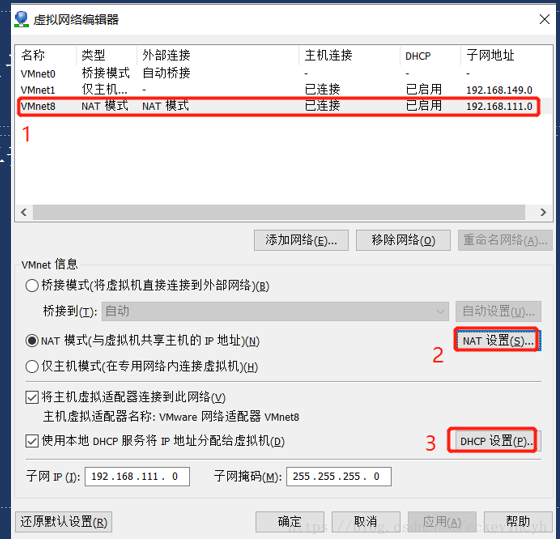 虚拟网络编辑器
名称 类型 外部连接 主机连接 DHCP 子网地址
VMnet0 桥接模式 自动桥接 - - -
VMnet1 仅主机... - 已连接 已启用 192.168.149.0
VMnet8 NAT 模式 NAT 模式 已连接 已启用 192.168.111.0
1
添加网络(E)... 移除网络(O) 重命名网络(A)...
VMnet 信息
桥接模式(将虚拟机直接连接到外部网络)(B)
桥接到(T): 自动 自动设置(U)...
NAT 模式(与虚拟机共享主机的 IP 地址)(N) NAT 设置(S)...
2
仅主机模式(在专用网络内连接虚拟机)(H)
将主机虚拟适配器连接到此网络(V)
主机虚拟适配器名称: VMware 网络适配器 VMnet8
使用本地 DHCP 服务将 IP 地址分配给虚拟机(D) 3 DHCP 设置(P)...
子网 IP (I): 192.168.111. 0 子网掩码(M): 255.255.255. 0
还原默认设置(R) 确定 取消 应用(A) 帮助